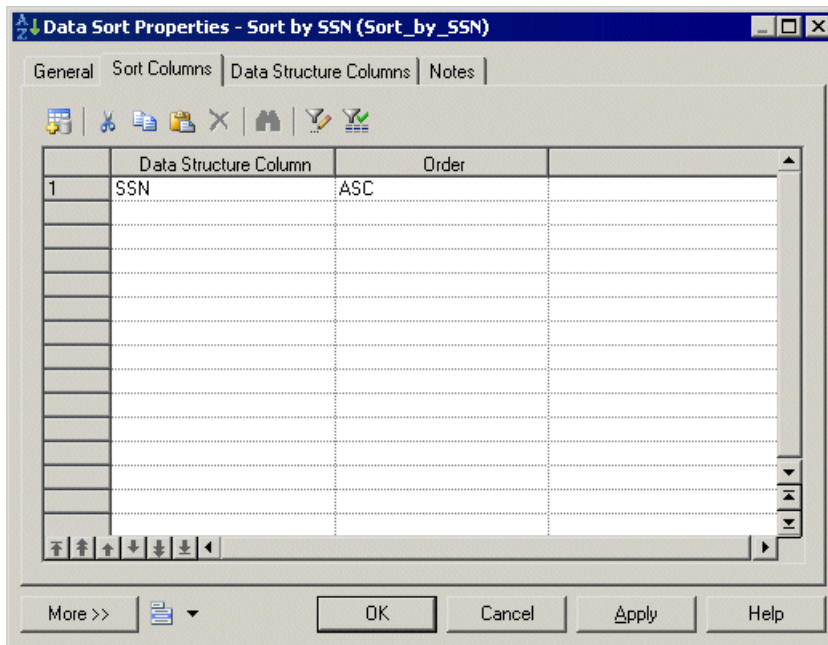 Data Sort Properties - Sort by SSN (Sort_by_SSN)
General Sort Columns Data Structure Columns Notes
Data Structure Column Order
1 SSN ASC
More >> OK Cancel Apply Help